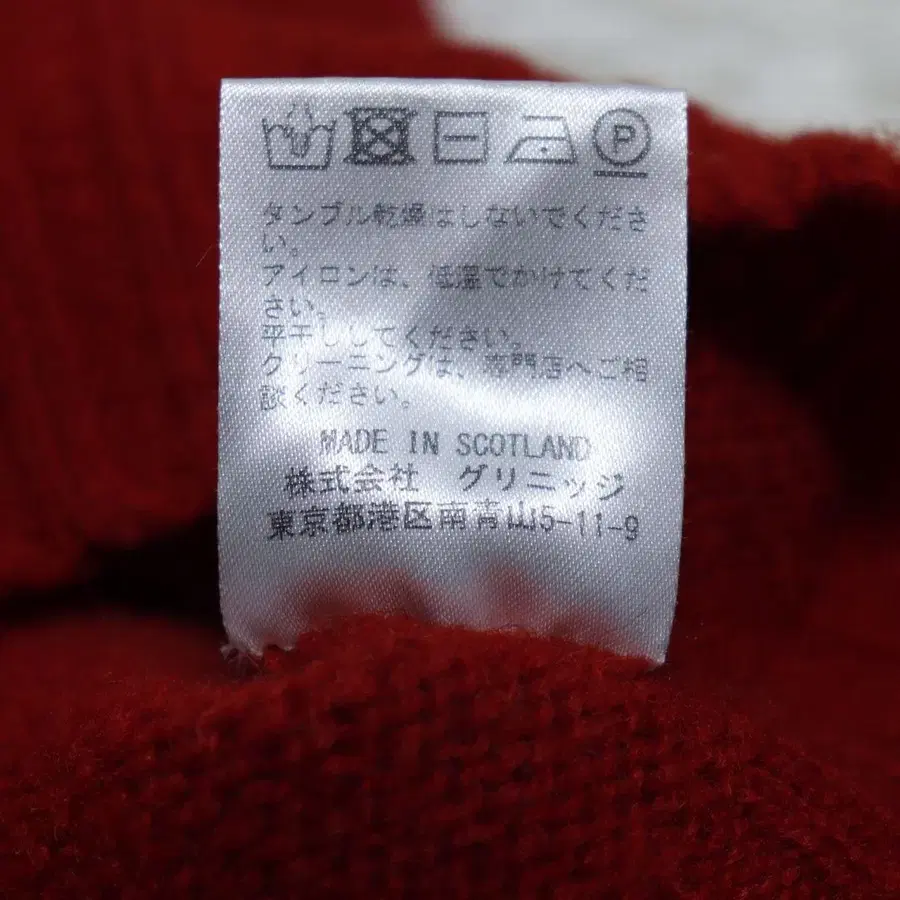 P
タンブル乾燥はしないでくださ
い。
アイロンは、低温でかけてくだ
さい。
平干ししてください。
クリーニングは、専門店へご相
談ください。
MADE IN SCOTLAND
株式会社 グリニッジ
東京都港区南青山5-11-9